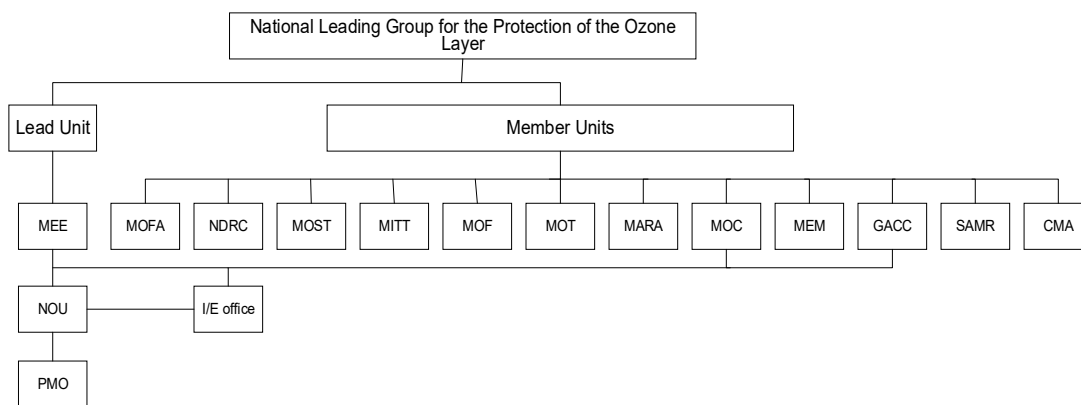 National Leading Group for the Protection of the Ozone
Layer
Lead Unit
Member Units
MEE
MOFA
NDRC
MOST
MITT
MOF
MOT
MARA
MOC
MEM
GACC
SAMR
CMA
NOU
I/E office
PMO